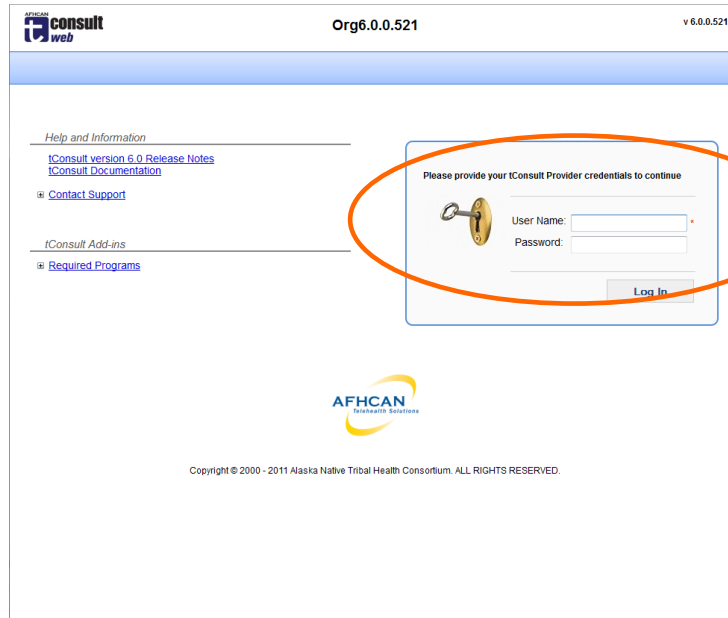 AFHCAN
consult
web
Org6.0.0.521
v 6.0.0.521
Help and Information
tConsult version 6.0 Release Notes
tConsult Documentation
Contact Support
tConsult Add-ins
Required Programs
Please provide your tConsult Provider credentials to continue
User Name: *
Password:
Log In
AFHCAN
Telehealth Solutions
Copyright © 2000 - 2011 Alaska Native Tribal Health Consortium. ALL RIGHTS RESERVED.